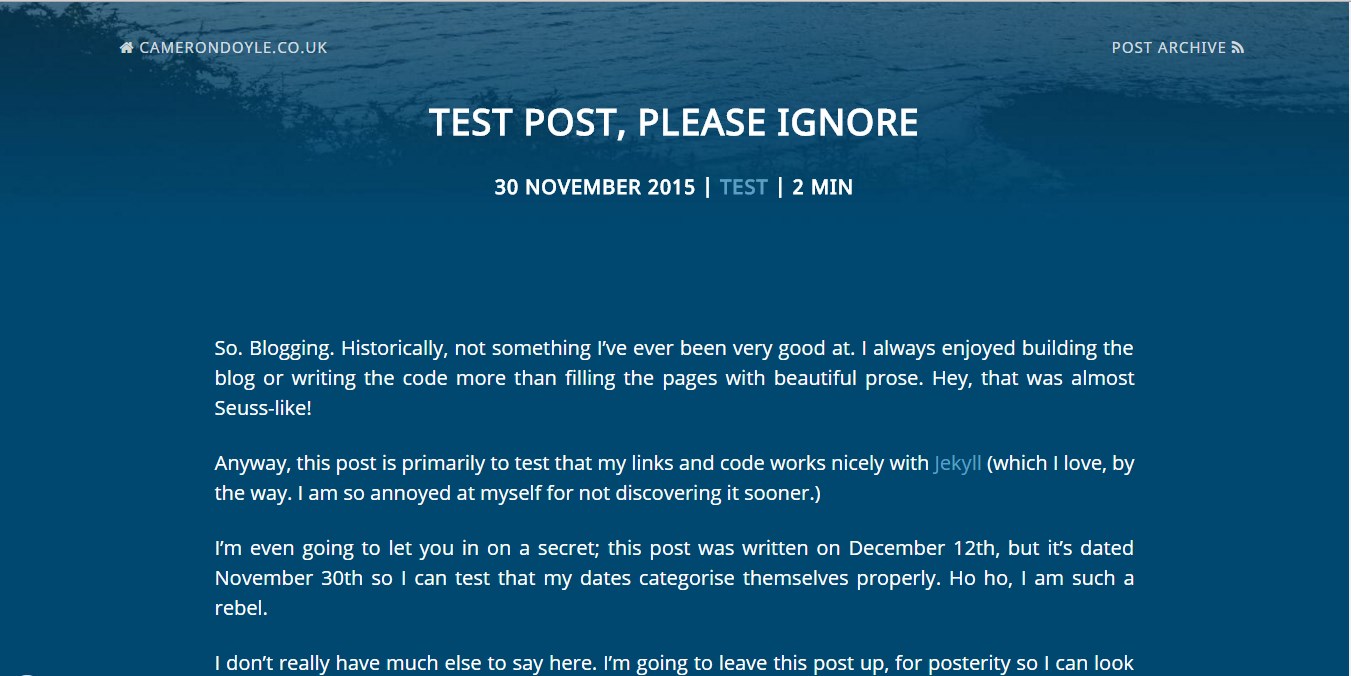 CAMERONDOYLE.CO.UK
POST ARCHIVE
TEST POST, PLEASE IGNORE
30 NOVEMBER 2015 | TEST | 2 MIN
So. Blogging. Historically, not something I’ve ever been very good at. I always enjoyed building the
blog or writing the code more than filling the pages with beautiful prose. Hey, that was almost
Seuss-like!
Anyway, this post is primarily to test that my links and code works nicely with Jekyll (which I love, by
the way. I am so annoyed at myself for not discovering it sooner.)
I’m even going to let you in on a secret; this post was written on December 12th, but it’s dated
November 30th so I can test that my dates categorise themselves properly. Ho ho, I am such a
rebel.
I don’t really have much else to say here. I’m going to leave this post up, for posterity so I can look